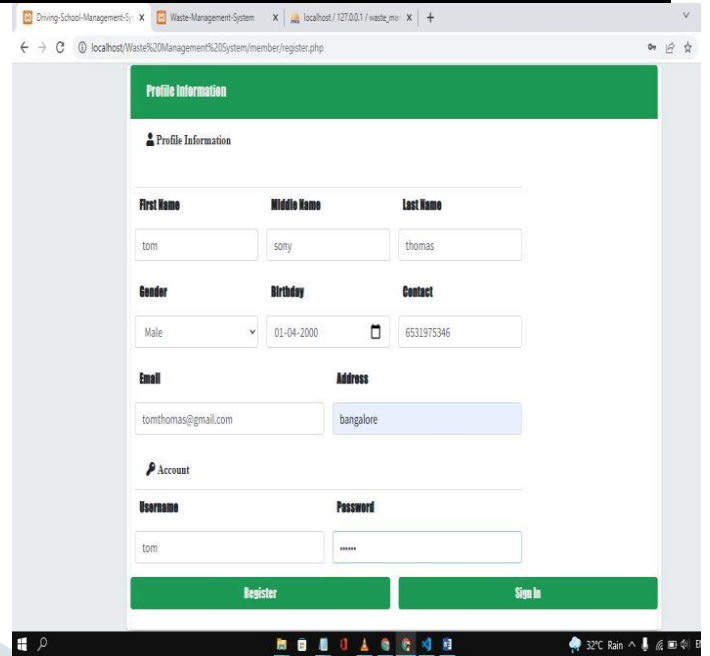 Driving-School-Management-Sy X Waste-Management-System X localhost / 127.0.0.1 / waste_ma X +
localhost/Waste%20Management%20System/member/register.php
Profile Information
Profile Information
First Name Middle Name Last Name
tom sony thomas
Gender Birthday Contact
Male 01-04-2000 6531975346
Email Address
tomthomas@gmail.com bangalore
Account
Username Password
tom ••••••
Register Sign In
32°C Rain